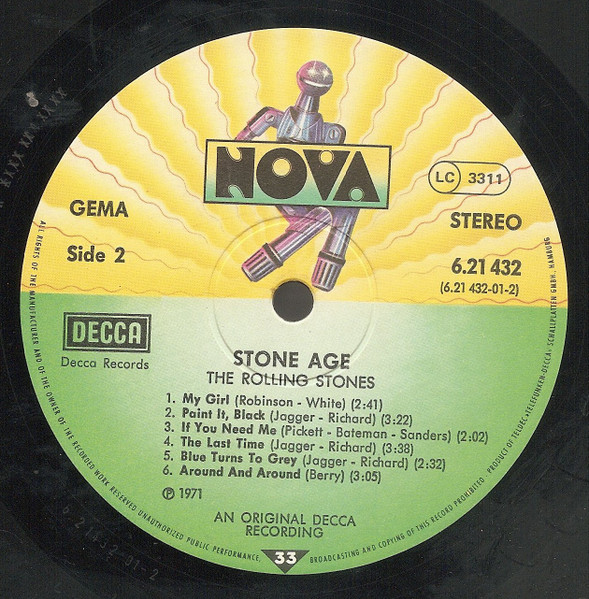 NOVA
LC 3311
GEMA
STEREO
Side 2
6.21 432
(6.21 432-01-2)
DECCA
Decca Records
STONE AGE
THE ROLLING STONES
1. My Girl (Robinson - White) (2:41)
2. Paint It, Black (Jagger - Richard) (3:22)
3. If You Need Me (Pickett - Bateman - Sanders) (2:02)
4. The Last Time (Jagger - Richard) (3:38)
5. Blue Turns To Grey (Jagger - Richard) (2:32)
6. Around And Around (Berry) (3:05)
℗ 1971
AN ORIGINAL DECCA
RECORDING
33
ALL RIGHTS OF THE MANUFACTURER AND OF THE OWNER OF THE RECORDED WORK RESERVED UNAUTHORIZED PUBLIC PERFORMANCE, BROADCASTING AND COPYING OF THIS RECORD PROHIBITED. PRODUCT OF TELDEC »TELEFUNKEN-DECCA« SCHALLPLATTEN GMBH, HAMBURG